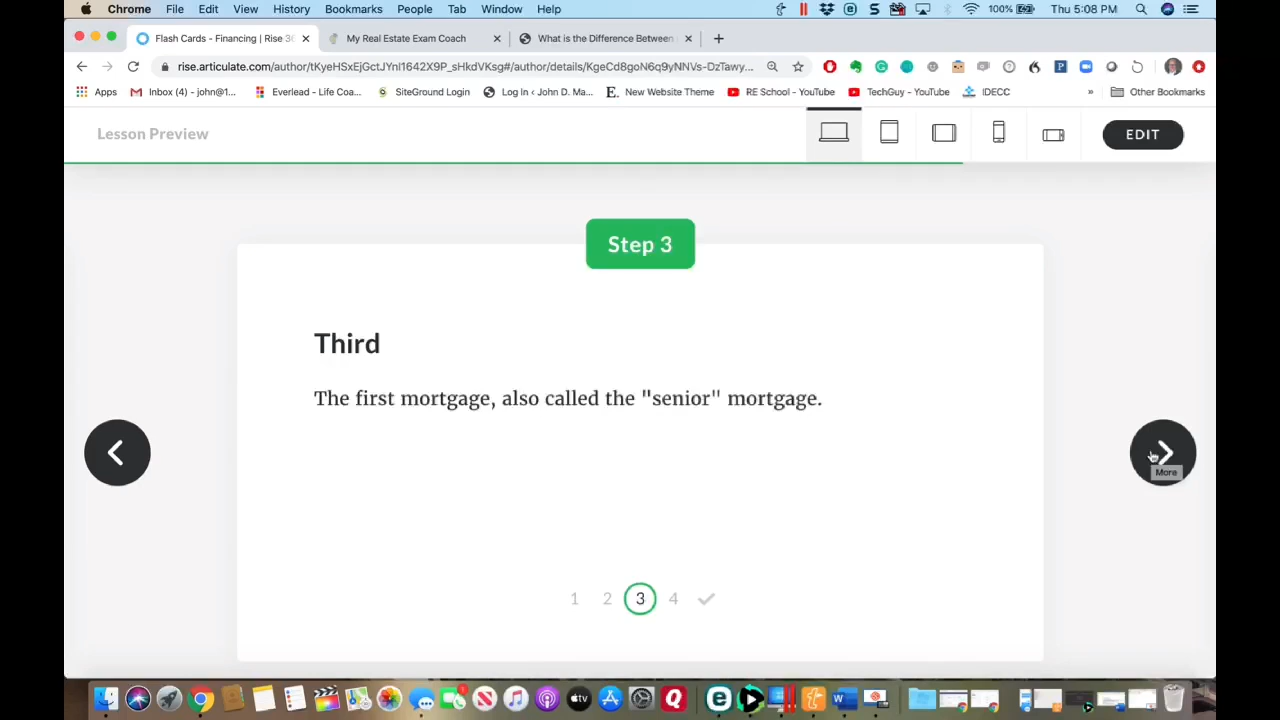 Chrome File Edit View History Bookmarks People Tab Window Help 100% Thu 5:08 PM
Flash Cards - Financing | Rise 36 My Real Estate Exam Coach What is the Difference Between
rise.articulate.com/author/tKyeHSxEjGctJYnl1642X9P_sHkdVKsg#/author/details/KgeCd8goN6q9yNNVs-DzTawy...
Apps Inbox (4) - john@1... Everlead - Life Coa... SiteGround Login Log In ‹ John D. Ma... New Website Theme RE School - YouTube TechGuy - YouTube IDECC » Other Bookmarks
Lesson Preview
EDIT
Step 3
Third
The first mortgage, also called the "senior" mortgage.
More
1 2 3 4